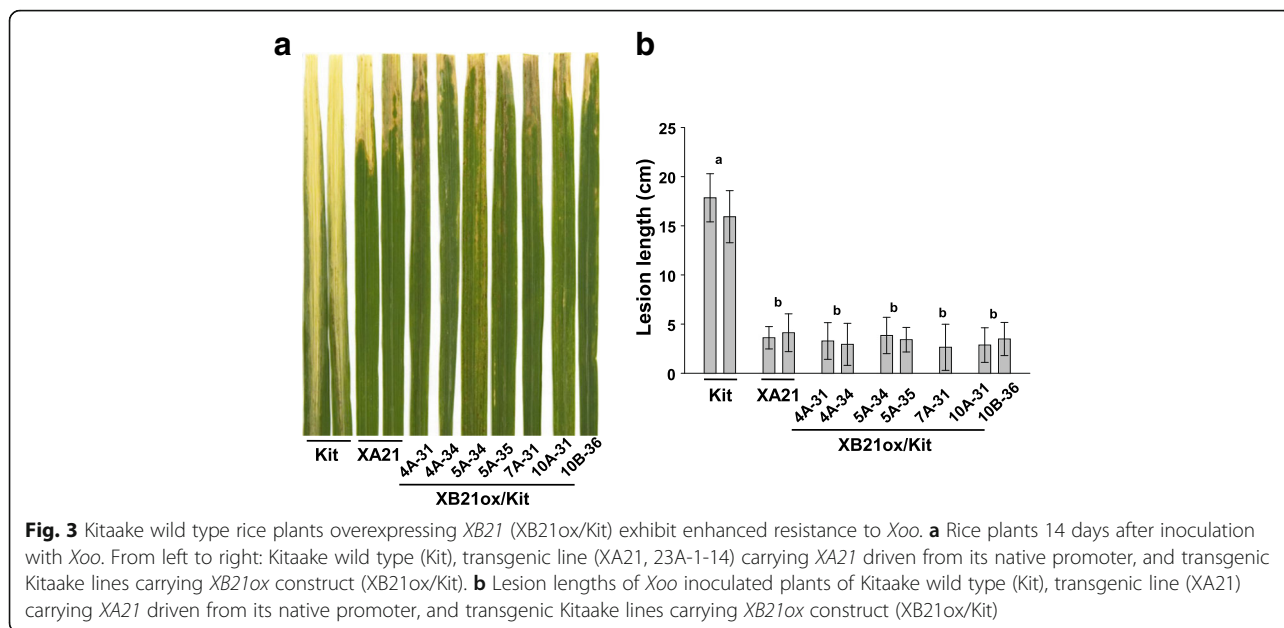 a
b
Kit
XA21
4A-31
4A-34
5A-34
5A-35
7A-31
10A-31
10B-36
XB21ox/Kit
Lesion length (cm)
25
20
15
10
5
0
a
b
b
b
b
b
Kit
XA21
4A-31
4A-34
5A-34
5A-35
7A-31
10A-31
10B-36
XB21ox/Kit
Fig. 3 Kitaake wild type rice plants overexpressing XB21 (XB21ox/Kit) exhibit enhanced resistance to Xoo. a Rice plants 14 days after inoculation
with Xoo. From left to right: Kitaake wild type (Kit), transgenic line (XA21, 23A-1-14) carrying XA21 driven from its native promoter, and transgenic
Kitaake lines carrying XB21ox construct (XB21ox/Kit). b Lesion lengths of Xoo inoculated plants of Kitaake wild type (Kit), transgenic line (XA21)
carrying XA21 driven from its native promoter, and transgenic Kitaake lines carrying XB21ox construct (XB21ox/Kit)